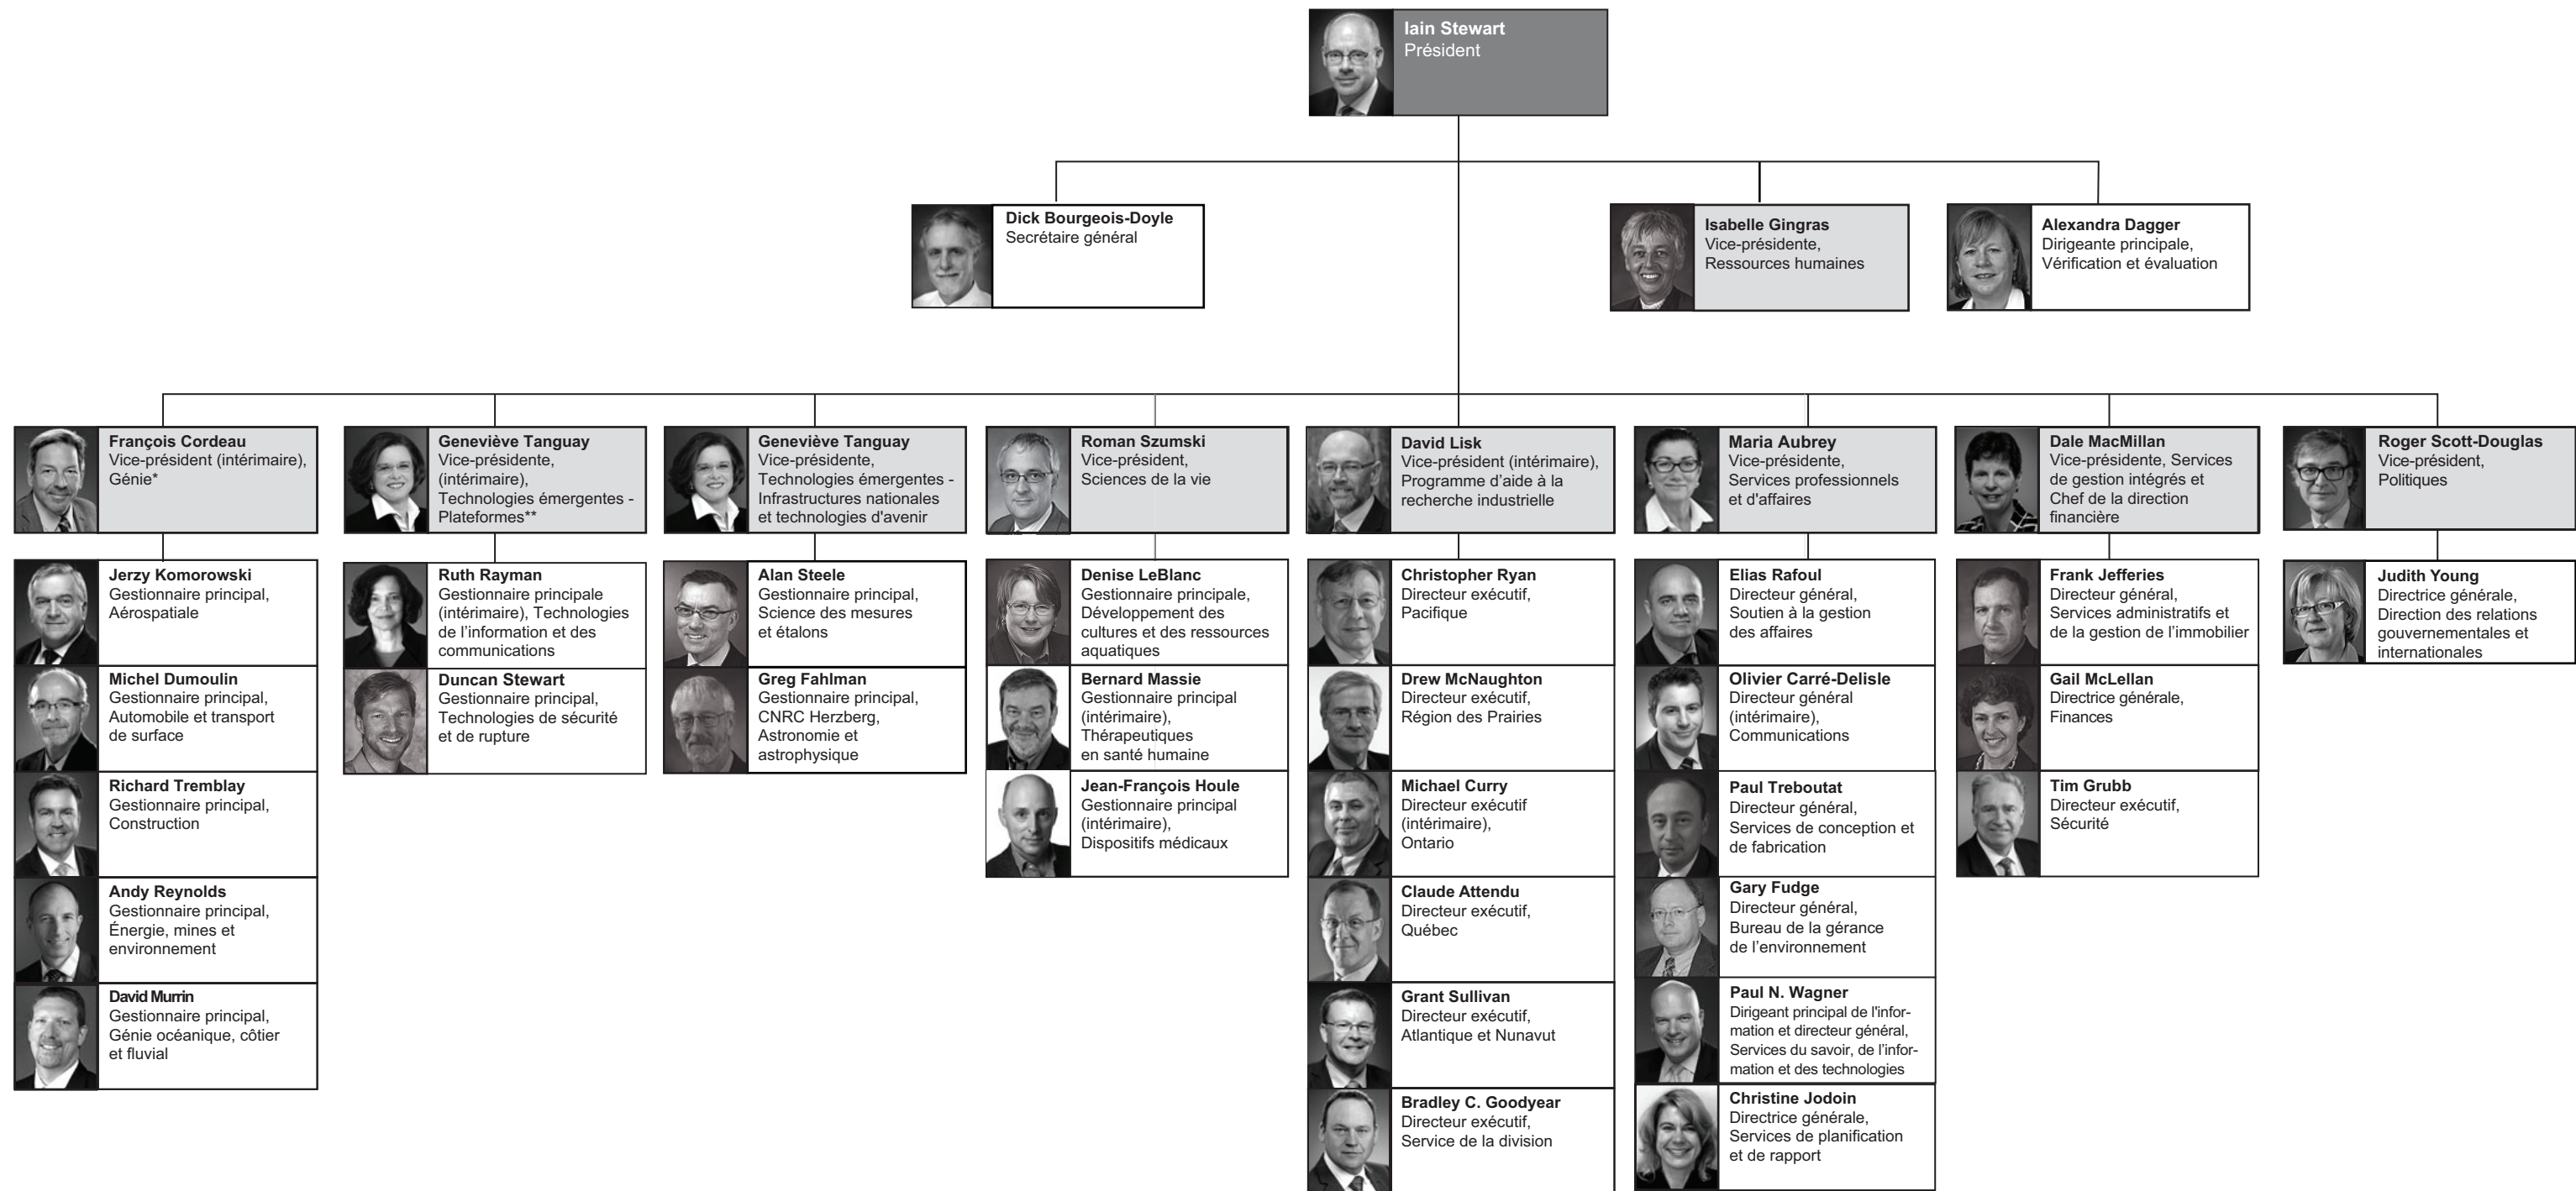 Iain Stewart
Président
Dick Bourgeois-Doyle
Secrétaire général
Isabelle Gingras
Vice-présidente,
Ressources humaines
Alexandra Dagger
Dirigeante principale,
Vérification et évaluation
François Cordeau
Vice-président (intérimaire),
Génie*
Jerzy Komorowski
Gestionnaire principal,
Aérospatiale
Michel Dumoulin
Gestionnaire principal,
Automobile et transport
de surface
Richard Tremblay
Gestionnaire principal,
Construction
Andy Reynolds
Gestionnaire principal,
Énergie, mines et
environnement
David Murrin
Gestionnaire principal,
Génie océanique, côtier
et fluvial
Geneviève Tanguay
Vice-présidente,
(intérimaire),
Technologies émergentes -
Plateformes**
Ruth Rayman
Gestionnaire principale
(intérimaire), Technologies
de l’information et des
communications
Duncan Stewart
Gestionnaire principal,
Technologies de sécurité
et de rupture
Geneviève Tanguay
Vice-présidente,
Technologies émergentes -
Infrastructures nationales
et technologies d'avenir
Alan Steele
Gestionnaire principal,
Science des mesures
et étalons
Greg Fahlman
Gestionnaire principal,
CNRC Herzberg,
Astronomie et
astrophysique
Roman Szumski
Vice-président,
Sciences de la vie
Denise LeBlanc
Gestionnaire principale,
Développement des
cultures et des ressources
aquatiques
Bernard Massie
Gestionnaire principal
(intérimaire),
Thérapeutiques
en santé humaine
Jean-François Houle
Gestionnaire principal
(intérimaire),
Dispositifs médicaux
David Lisk
Vice-président (intérimaire),
Programme d’aide à la
recherche industrielle
Christopher Ryan
Directeur exécutif,
Pacifique
Drew McNaughton
Directeur exécutif,
Région des Prairies
Michael Curry
Directeur exécutif
(intérimaire),
Ontario
Claude Attendu
Directeur exécutif,
Québec
Grant Sullivan
Directeur exécutif,
Atlantique et Nunavut
Bradley C. Goodyear
Directeur exécutif,
Service de la division
Maria Aubrey
Vice-présidente,
Services professionnels
et d'affaires
Elias Rafoul
Directeur général,
Soutien à la gestion
des affaires
Olivier Carré-Delisle
Directeur général
(intérimaire),
Communications
Paul Treboutat
Directeur général,
Services de conception et
de fabrication
Gary Fudge
Directeur général,
Bureau de la gérance
de l’environnement
Paul N. Wagner
Dirigeant principal de l'infor-
mation et directeur général,
Services du savoir, de l’infor-
mation et des technologies
Christine Jodoin
Directrice générale,
Services de planification
et de rapport
Dale MacMillan
Vice-présidente, Services
de gestion intégrés et
Chef de la direction
financière
Frank Jefferies
Directeur général,
Services administratifs et
de la gestion de l’immobilier
Gail McLellan
Directrice générale,
Finances
Tim Grubb
Directeur exécutif,
Sécurité
Roger Scott-Douglas
Vice-président,
Politiques
Judith Young
Directrice générale,
Direction des relations
gouvernementales et
internationales